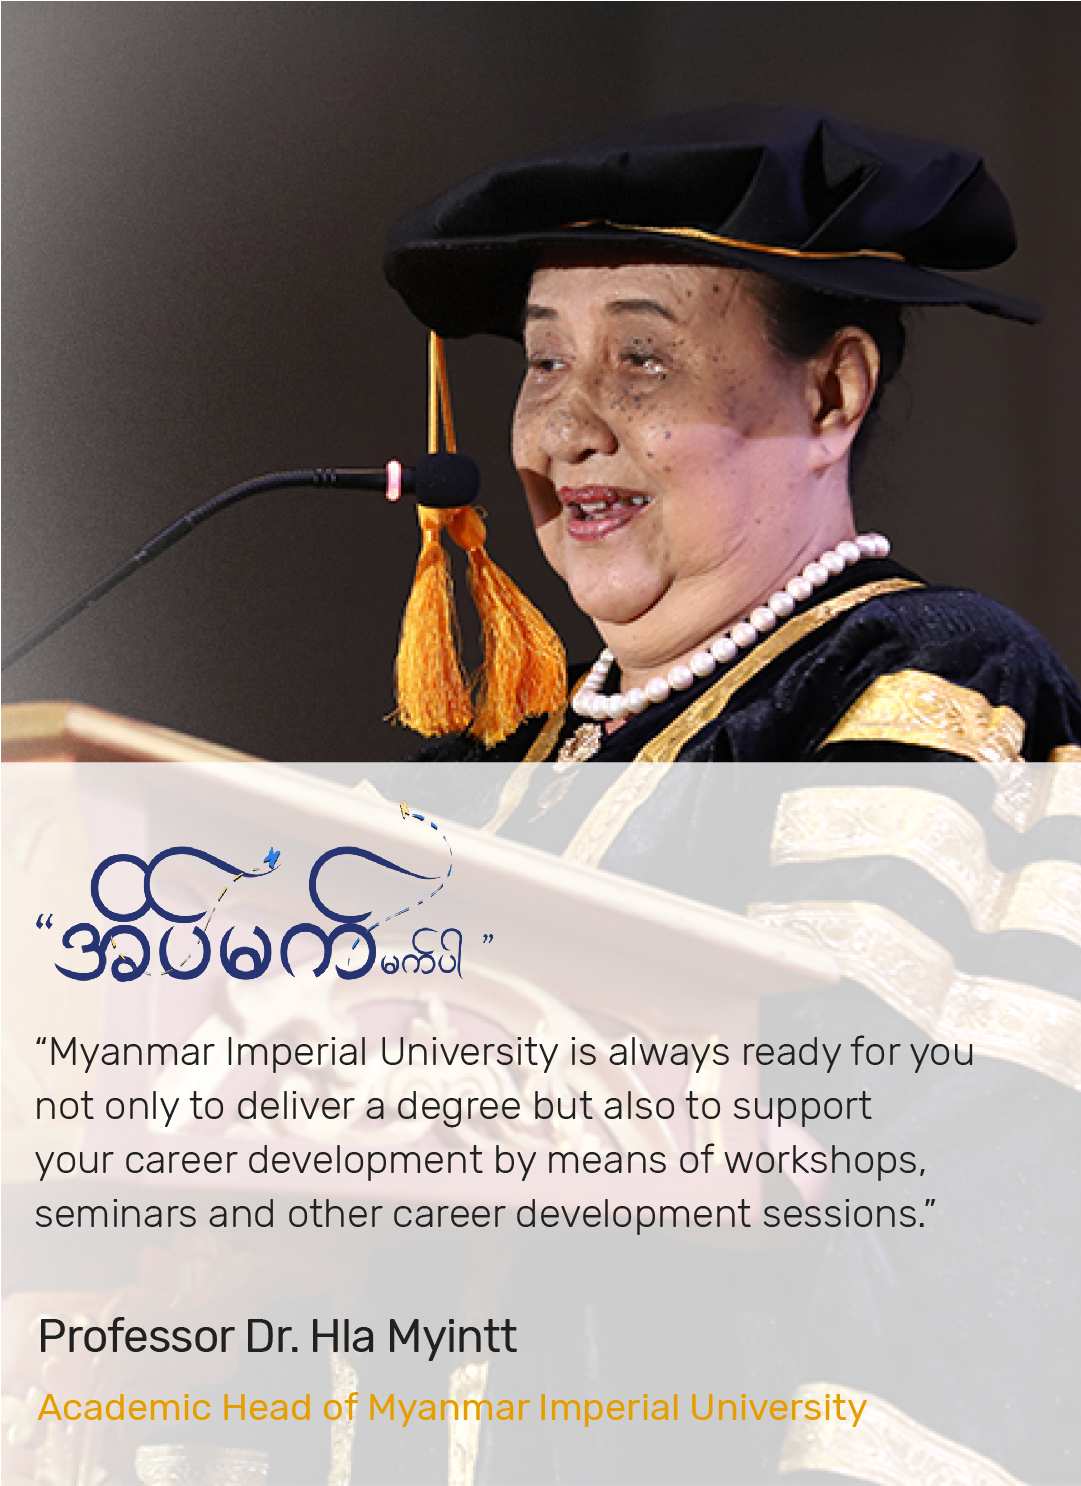 “အိပ်မက် မက်ပါ ”
“Myanmar Imperial University is always ready for you
not only to deliver a degree but also to support
your career development by means of workshops,
seminars and other career development sessions.”
Professor Dr. Hla Myintt
Academic Head of Myanmar Imperial University